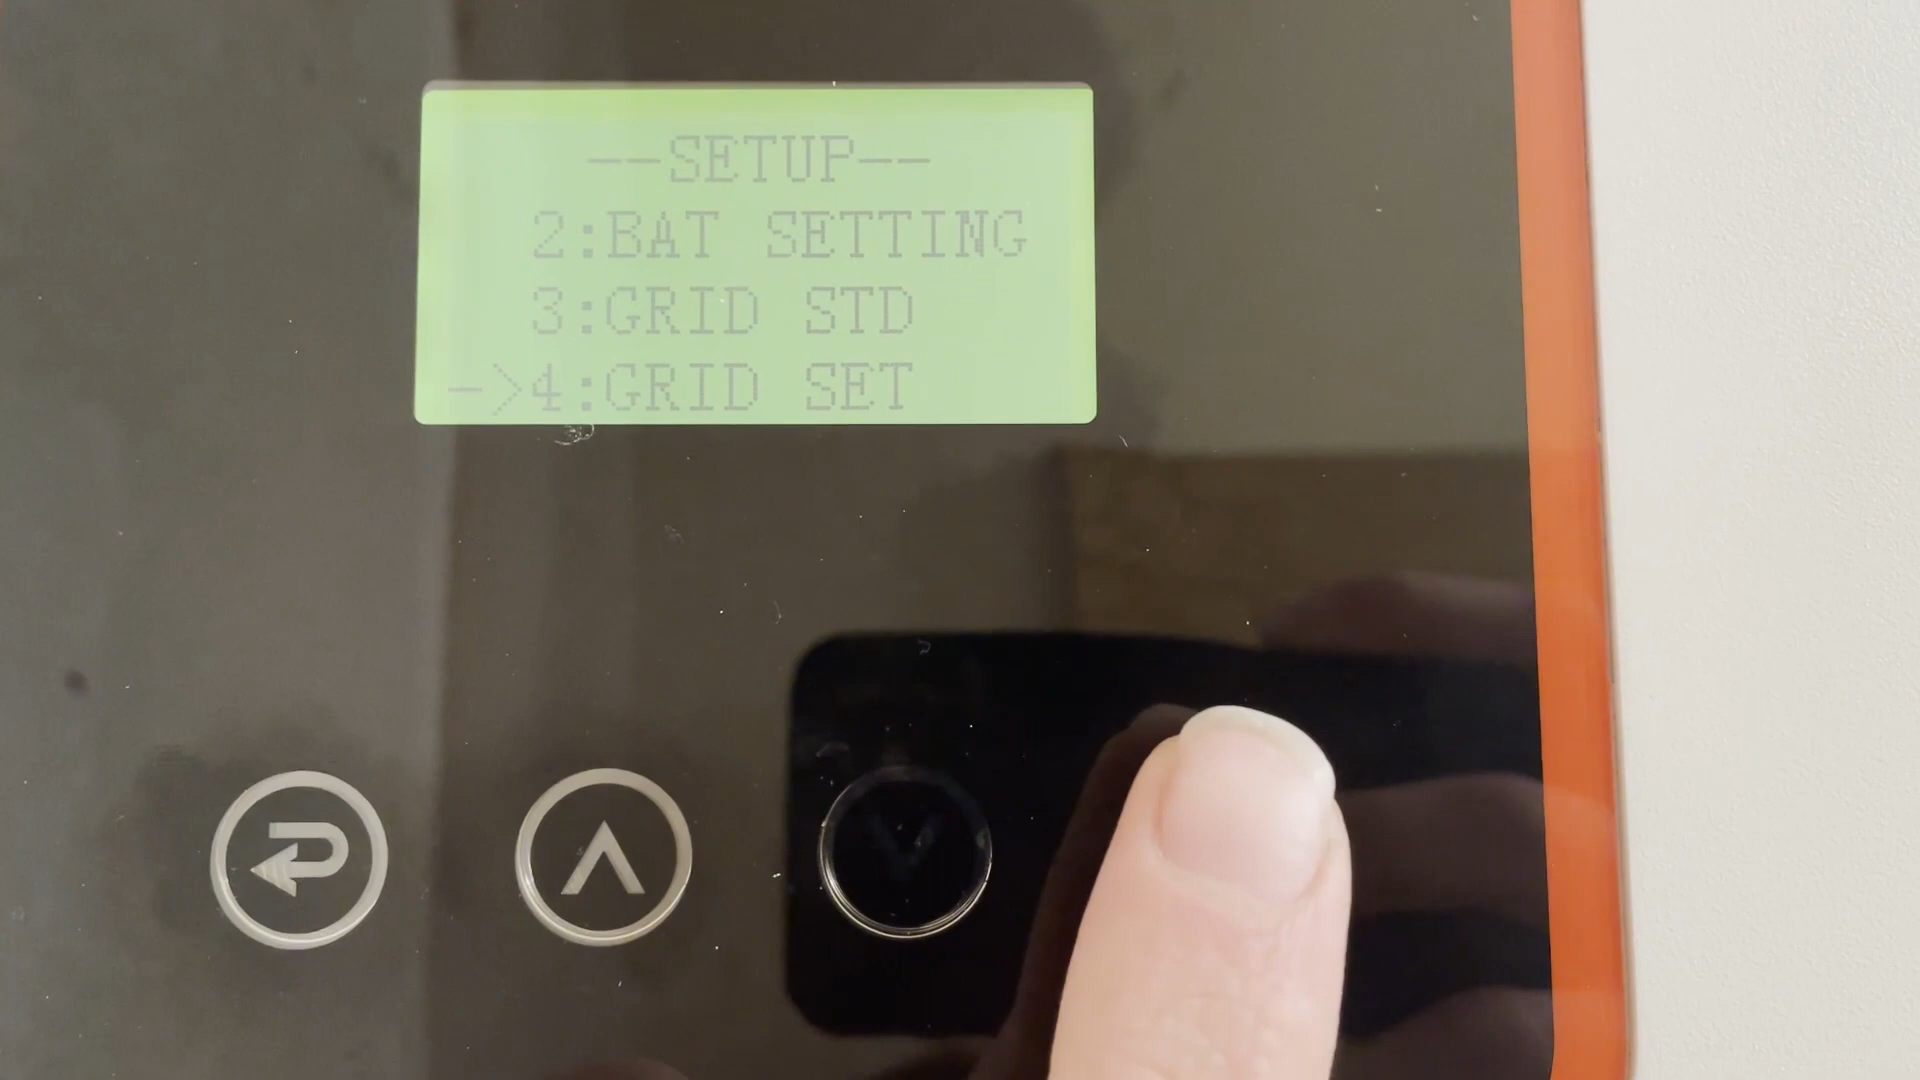 --SETUP--
2:BAT SETTING
3:GRID STD
->4:GRID SET